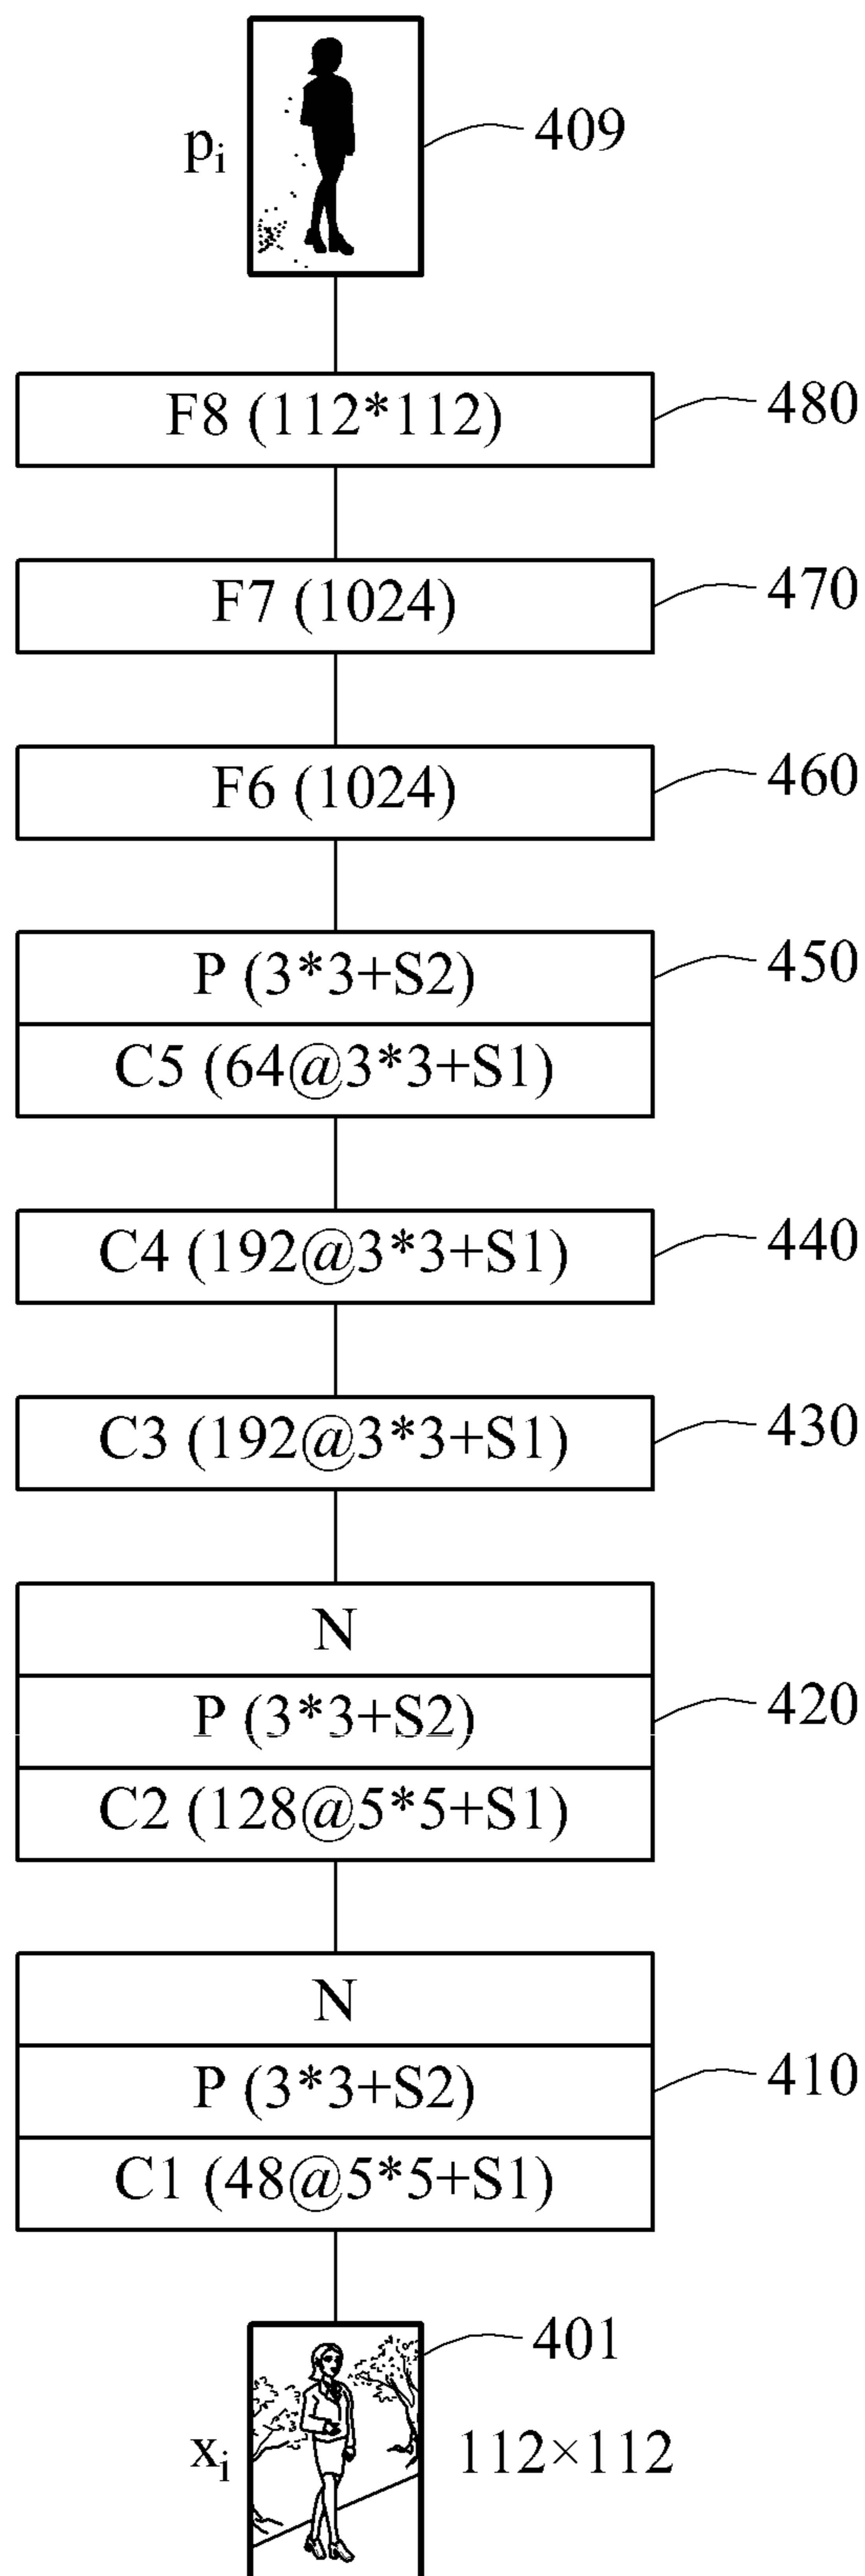 pi
409
F8 (112*112)
480
F7 (1024)
470
F6 (1024)
460
P (3*3+S2)
450
C5 (64@3*3+S1)
C4 (192@3*3+S1)
440
C3 (192@3*3+S1)
430
N
P (3*3+S2)
420
C2 (128@5*5+S1)
N
P (3*3+S2)
410
C1 (48@5*5+S1)
401
xi
112×112